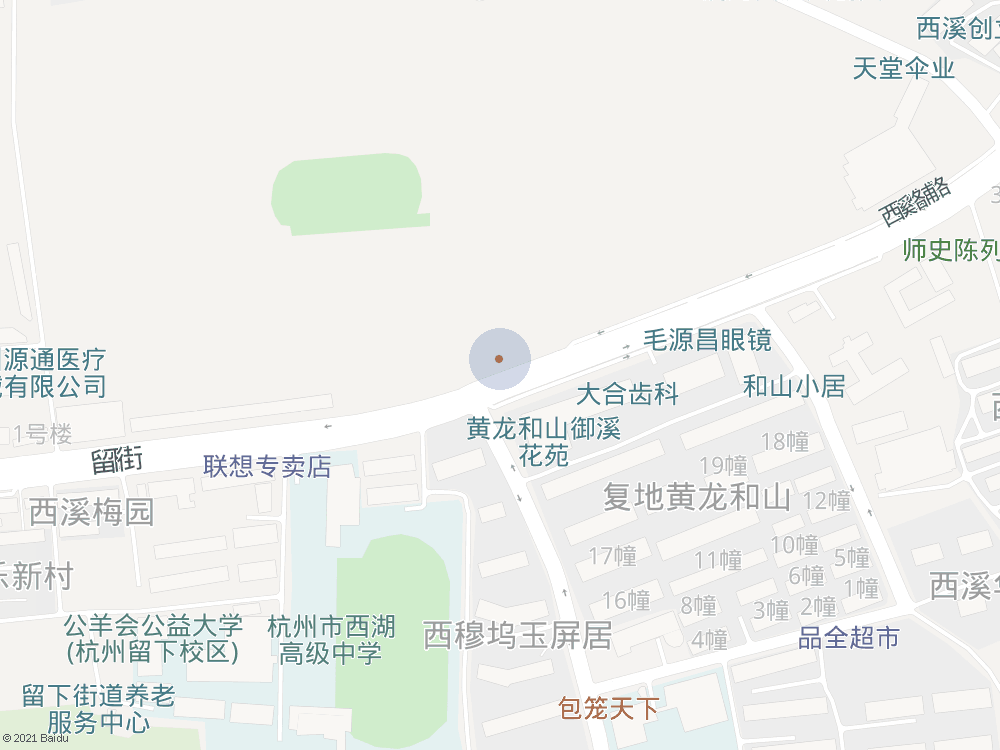 西溪创立
天堂伞业
西溪路辅路
3
师史陈列
毛源昌眼镜
源通医疗
械有限公司
大合齿科
和山小居
1号楼
黄龙和山御溪
花苑
留街
联想专卖店
18幢
19幢
复地黄龙和山
12幢
西溪梅园
10幢
17幢
11幢
5幢
乐新村
6幢
1幢
西溪华
16幢
8幢
2幢
3幢
公羊会公益大学
(杭州留下校区)
杭州市西湖
高级中学
西穆坞玉屏居
4幢
品全超市
留下街道养老
服务中心
包笼天下
© 2021 Baidu